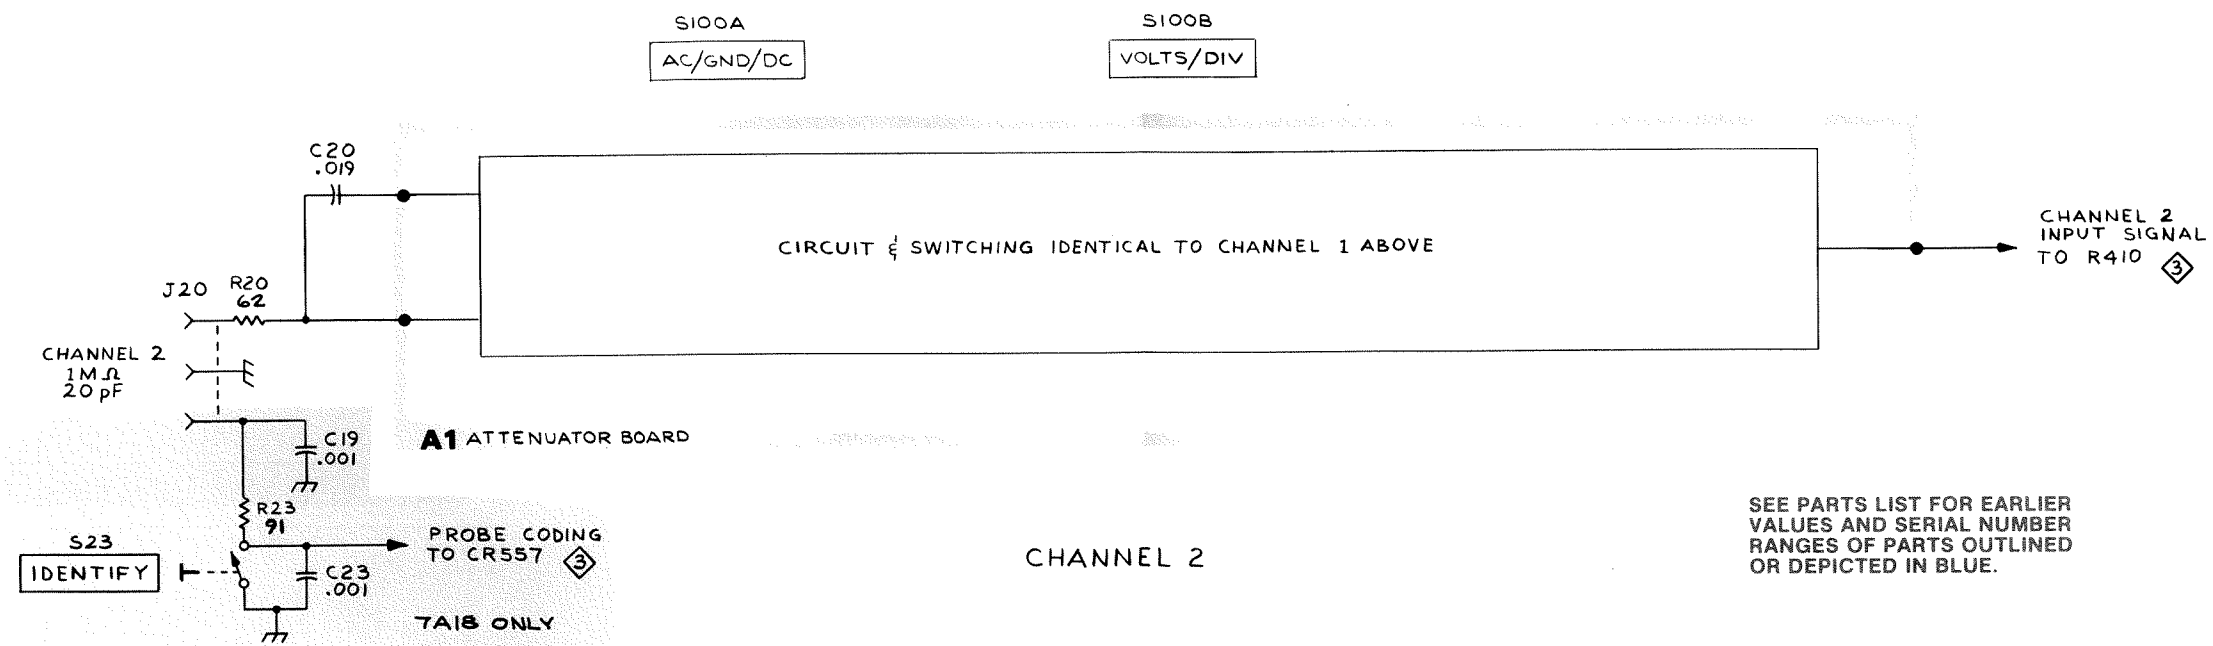 S100A
AC/GND/DC
S100B
VOLTS/DIV
C20
.019
CIRCUIT & SWITCHING IDENTICAL TO CHANNEL 1 ABOVE
CHANNEL 2
INPUT SIGNAL
TO R410 3
J20
R20
62
CHANNEL 2
1MΩ
20 pF
A1 ATTENUATOR BOARD
C19
.001
R23
91
PROBE CODING
TO CR557 3
S23
IDENTIFY
C23
.001
7A18 ONLY
CHANNEL 2
SEE PARTS LIST FOR EARLIER
VALUES AND SERIAL NUMBER
RANGES OF PARTS OUTLINED
OR DEPICTED IN BLUE.